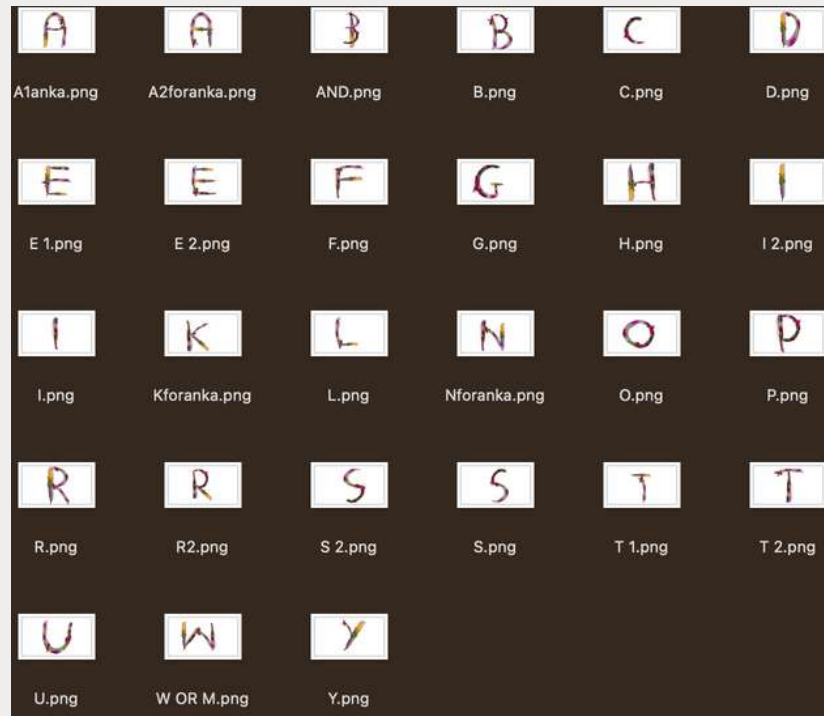 A A B B C D
A1anka.png A2foranka.png AND.png B.png C.png D.png
E E F G H I
E 1.png E 2.png F.png G.png H.png I 2.png
I K L N O P
I.png Kforanka.png L.png Nforanka.png O.png P.png
R R S S T T
R.png R2.png S 2.png S.png T 1.png T 2.png
U W Y
U.png W OR M.png Y.png